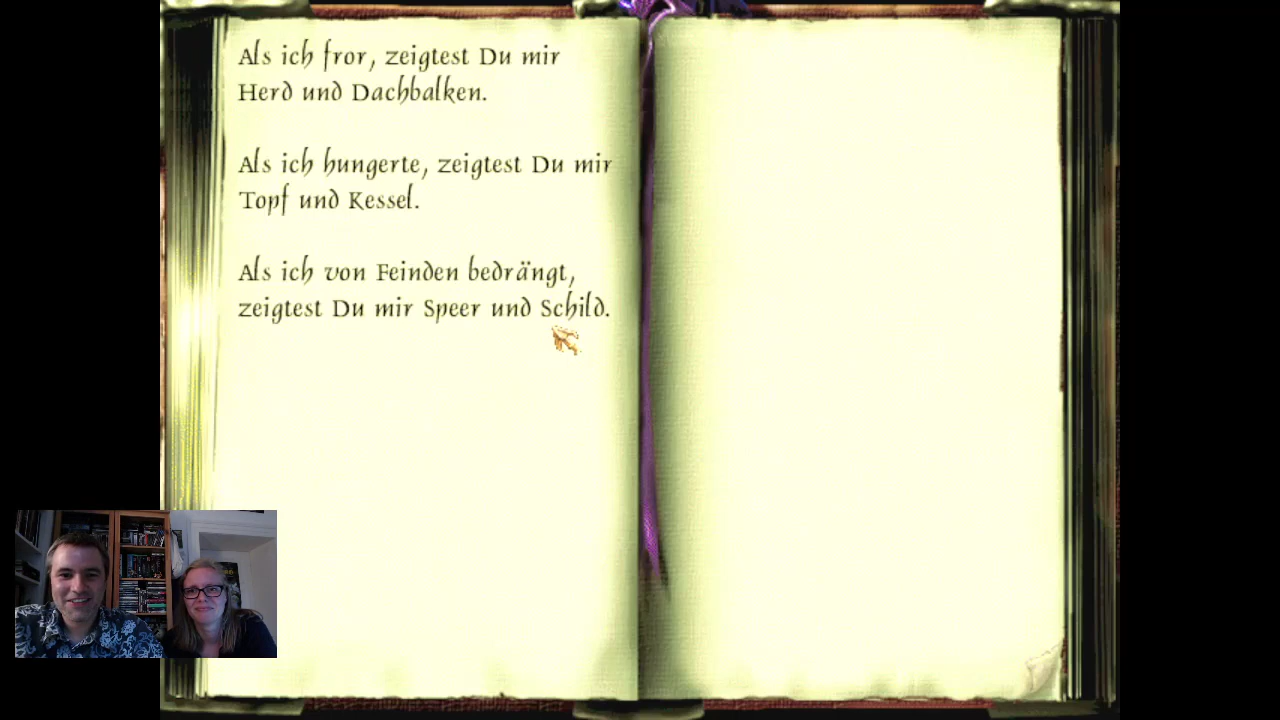 Als ich fror, zeigtest Du mir
Herd und Dachbalken.
Als ich hungerte, zeigtest Du mir
Topf und Kessel.
Als ich von Feinden bedrängt,
zeigtest Du mir Speer und Schild.